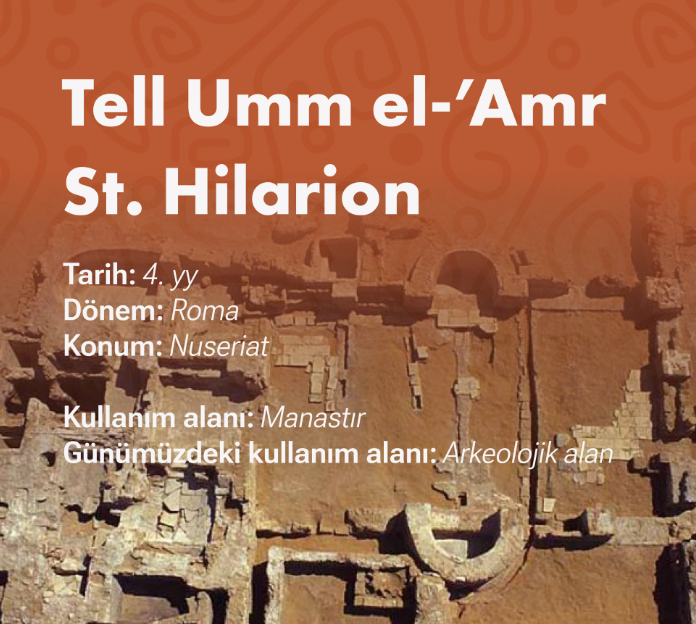 Tell Umm el-’Amr
St. Hilarion
Tarih: 4. yy
Dönem: Roma
Konum: Nuseriat
Kullanım alanı: Manastır
Günümüzdeki kullanım alanı: Arkeolojik alan